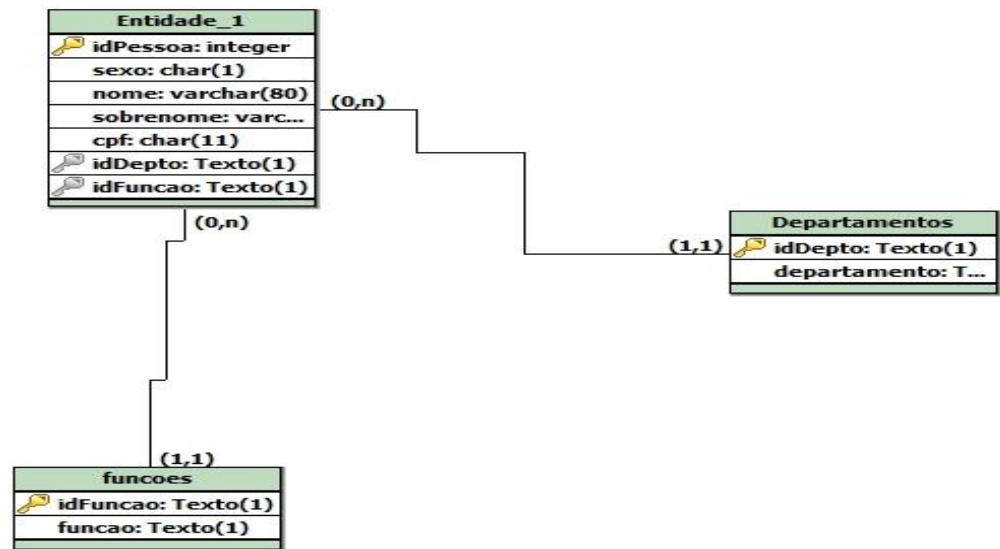 Entidade_1
idPessoa: integer
sexo: char(1)
nome: varchar(80)
sobrenome: varc...
cpf: char(11)
idDepto: Texto(1)
idFuncao: Texto(1)
(0,n)
(0,n)
(1,1)
Departamentos
idDepto: Texto(1)
departamento: T...
(1,1)
funcoes
idFuncao: Texto(1)
funcao: Texto(1)